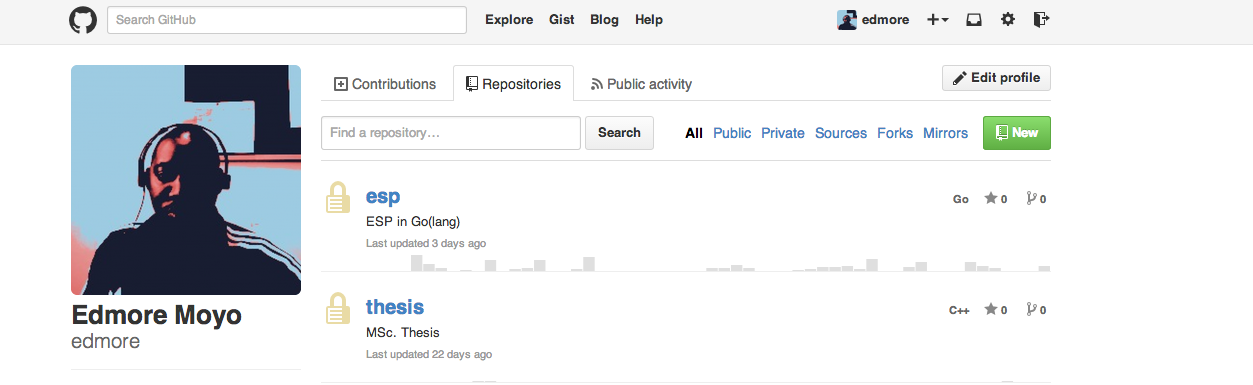 Search GitHub Explore Gist Blog Help edmore
Contributions Repositories Public activity Edit profile
Find a repository... Search All Public Private Sources Forks Mirrors New
esp Go 0 0
ESP in Go(lang)
Last updated 3 days ago
thesis C++ 0 0
MSc. Thesis
Last updated 22 days ago
Edmore Moyo
edmore